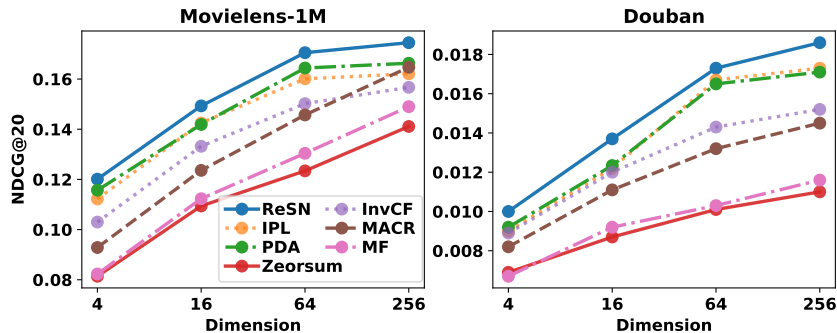 Movielens-1M
NDCG@20
0.16
0.14
0.12
0.10
0.08
4
16
64
256
Dimension
ReSN
IPL
PDA
Zeorsum
InvCF
MACR
MF
Douban
0.018
0.016
0.014
0.012
0.010
0.008
4
16
64
256
Dimension